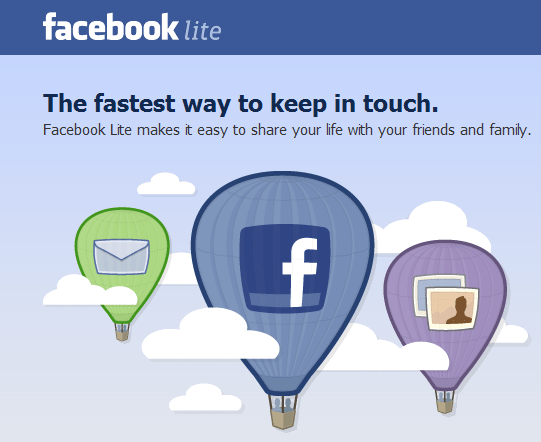 facebook lite
The fastest way to keep in touch.
Facebook Lite makes it easy to share your life with your friends and family.
f